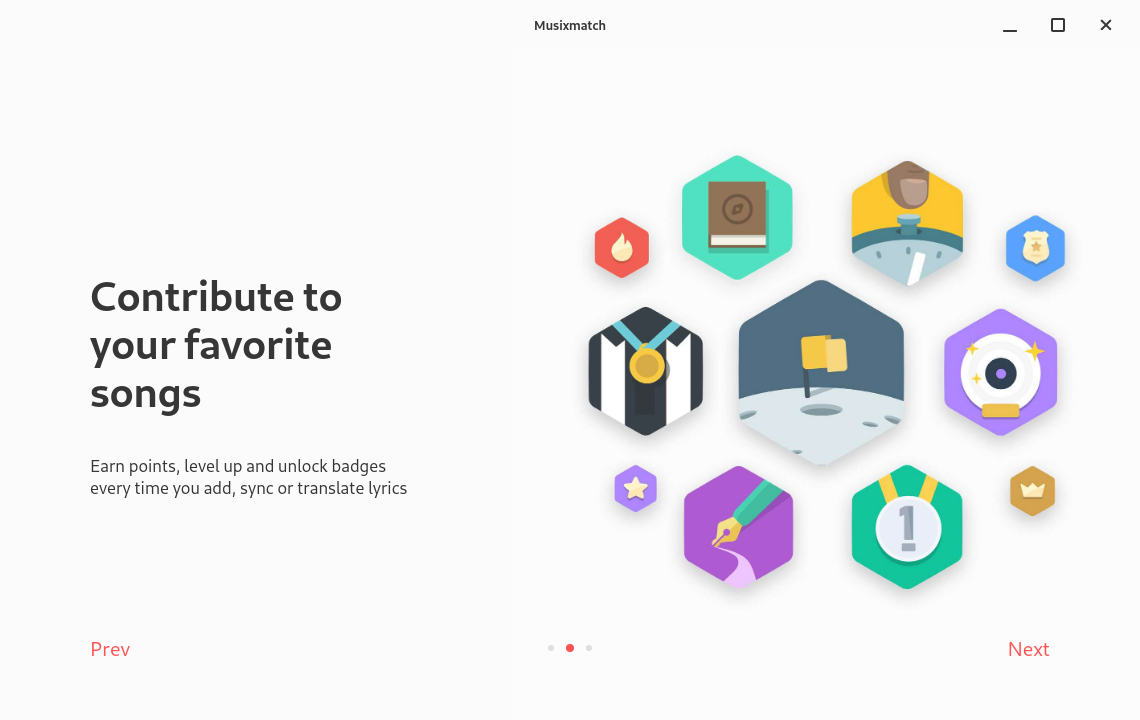 Musixmatch
Contribute to
your favorite
songs
Earn points, level up and unlock badges
every time you add, sync or translate lyrics
1
Prev
Next